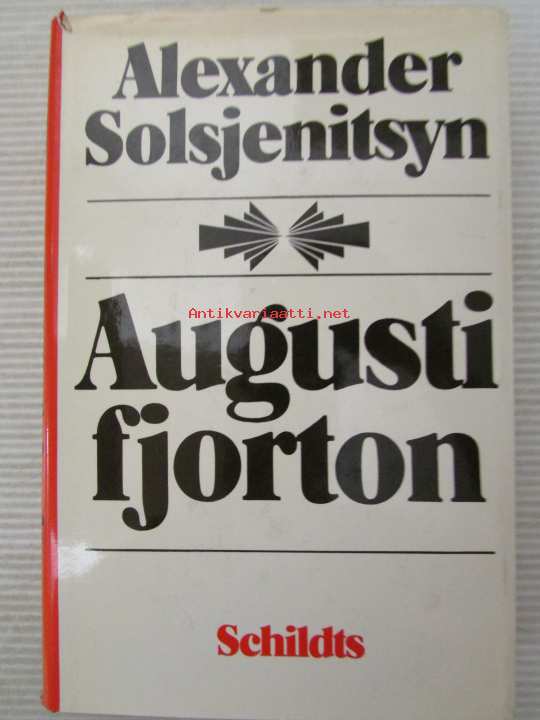 Alexander
Solsjenitsyn
Antikvariaatti.net
Augusti
fjorton
Schildts